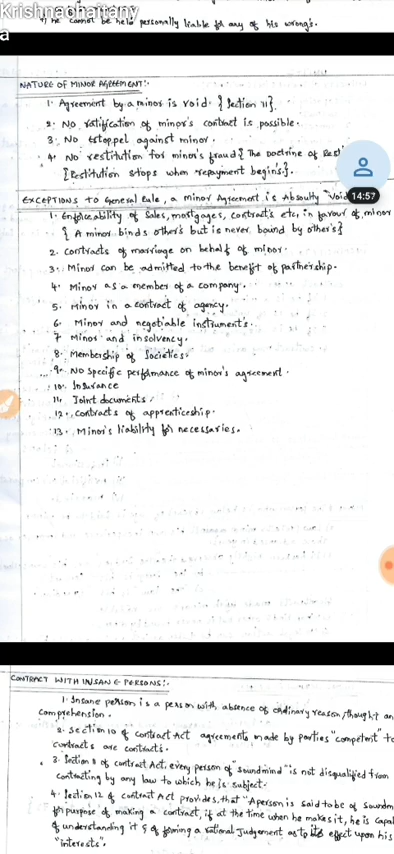 Krishnachaitany
a
9) he cannot be held personally liable for any of his wrong's.
NATURE OF MINOR AGREEMENT:-
1. Agreement by a minor is void. { Section 11}.
2. No ratification of minor's contract is possible.
3. No estoppel against minor.
4. No restitution for minor's fraud { The Doctrine of Rest
{Restitution stops when repayment begins.}.
14:57
EXCEPTIONS TO General Rule, a minor Agreement is Absoulty "Void
1. Enforceability of Sales, mortgages, contract's etc, in favour of, minor
{ A minor binds other's but is never bound by other's}
2. contracts of marriage on behalf of minor.
3. Minor can be admitted to the benefit of partnership.
4. Minor as a member of a company.
5. minor in a contract of agency.
6. Minor and negotiable instrument's.
7. Minor and insolvency.
8. Membership of Societies.
9. No Specific performance of minor's agreement.
10. Insurance
11. Joint documents.
12. contracts of apprenticeship.
13. Minor's liability for necessaries.
CONTRACT WITH INSANE PERSONS:-
1. Insane person is a person with absence of ordinary reason, thought an
comprehension.
2. Section 10 of contract Act agreements made by parties "competent" to
contracts are contracts.
3. Section 11 of contract Act, every person of "soundmind" is not disqualified from
contracting by any law to which he is subject.
4. Section 12 of contract Act provides, that "A person is said to be of soundm
for purpose of making a contract, if at the time when he makes it, he is capa
of understanding it & of forming a rational Judgement as to its effect upon his
"interests".